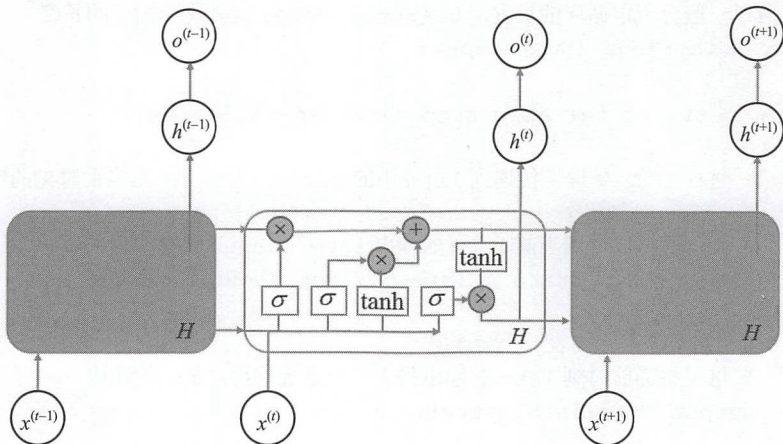 o^{(t-1)} o^{(t)} o^{(t+1)}
h^{(t-1)} h^{(t)} h^{(t+1)}
× +
× tanh
σ σ tanh σ ×
H H H
x^{(t-1)} x^{(t)} x^{(t+1)}